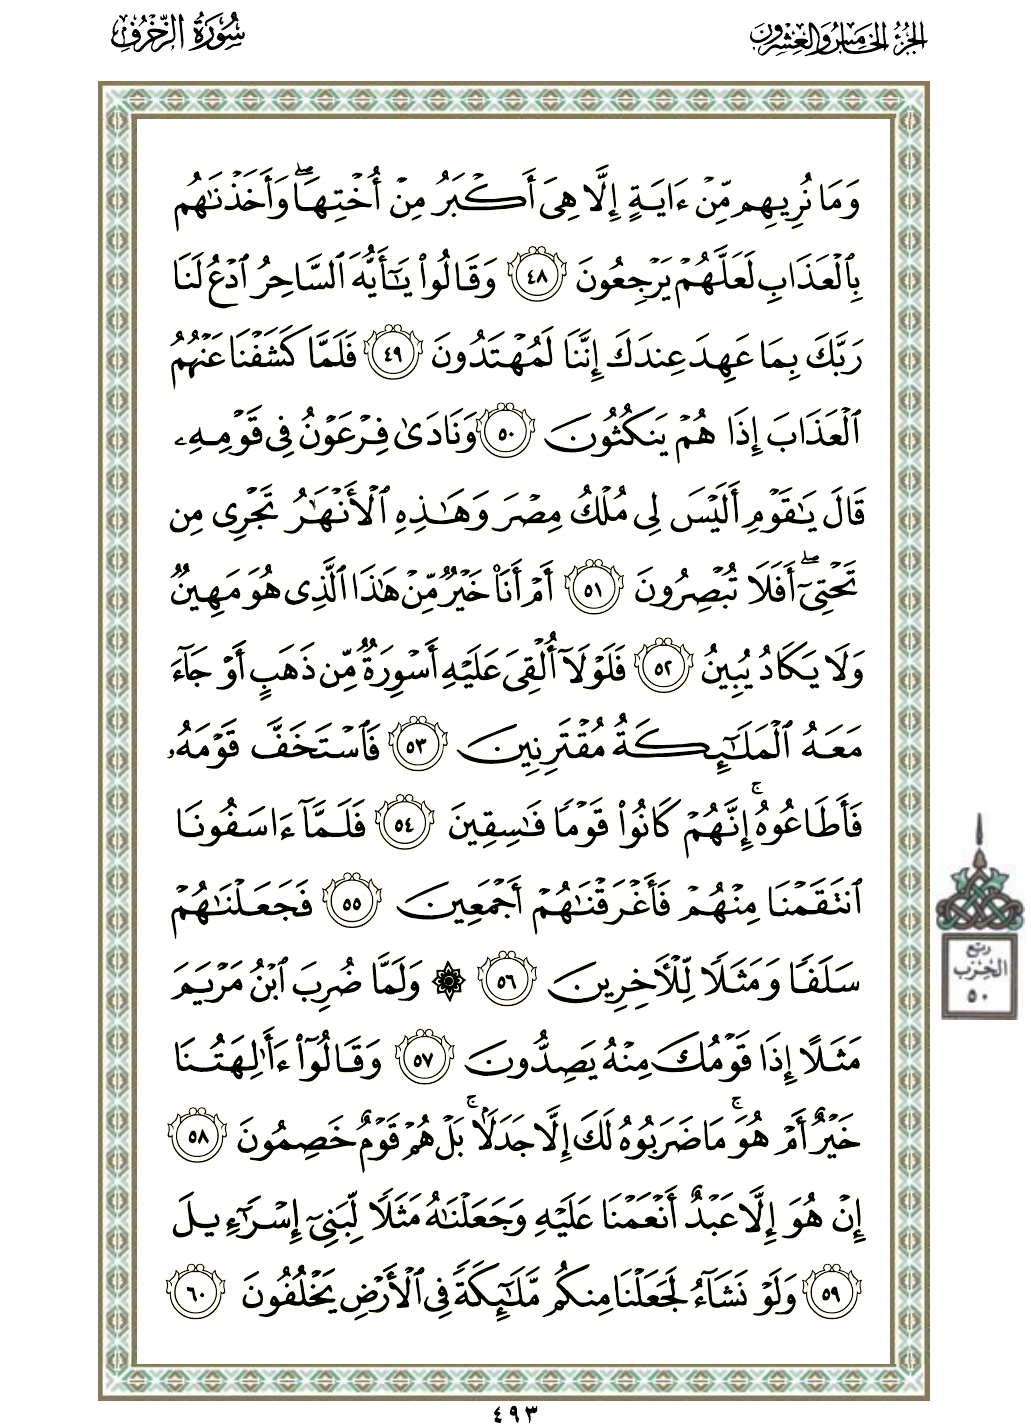 الجزء الخامس والعشرون
سورة الزخرف
وَمَا نُرِيهِم مِّنْ ءَايَةٍ إِلَّا هِىَ أَكْبَرُ مِنْ أُخْتِهَا ۖ وَأَخَذْنَٰهُم
بِٱلْعَذَابِ لَعَلَّهُمْ يَرْجِعُونَ ٤٨ وَقَالُوا۟ يَٰٓأَيُّهَ ٱلسَّاحِرُ ٱدْعُ لَنَا
رَبَّكَ بِمَا عَهِدَ عِندَكَ إِنَّنَا لَمُهْتَدُونَ ٤٩ فَلَمَّا كَشَفْنَا عَنْهُمُ
ٱلْعَذَابَ إِذَا هُمْ يَنكُثُونَ ٥٠ وَنَادَىٰ فِرْعَوْنُ فِى قَوْمِهِۦ
قَالَ يَٰقَوْمِ أَلَيْسَ لِى مُلْكُ مِصْرَ وَهَٰذِهِ ٱلْأَنْهَٰرُ تَجْرِى مِن
تَحْتِىٓ ۖ أَفَلَا تُبْصِرُونَ ٥١ أَمْ أَنَا۠ خَيْرٌ مِّنْ هَٰذَا ٱلَّذِى هُوَ مَهِينٌ
وَلَا يَكَادُ يُبِينُ ٥٢ فَلَوْلَآ أُلْقِىَ عَلَيْهِ أَسْوِرَةٌ مِّن ذَهَبٍ أَوْ جَآءَ
مَعَهُ ٱلْمَلَٰٓئِكَةُ مُقْتَرِنِينَ ٥٣ فَٱسْتَخَفَّ قَوْمَهُۥ
فَأَطَاعُوهُ ۚ إِنَّهُمْ كَانُوا۟ قَوْمًا فَٰسِقِينَ ٥٤ فَلَمَّآ ءَاسَفُونَا
ٱنتَقَمْنَا مِنْهُمْ فَأَغْرَقْنَٰهُمْ أَجْمَعِينَ ٥٥ فَجَعَلْنَٰهُمْ
سَلَفًا وَمَثَلًا لِّلْءَاخِرِينَ ٥٦ ۞ وَلَمَّا ضُرِبَ ٱبْنُ مَرْيَمَ
مَثَلًا إِذَا قَوْمُكَ مِنْهُ يَصِدُّونَ ٥٧ وَقَالُوٓا۟ ءَأَٰلِهَتُنَا
خَيْرٌ أَمْ هُوَ ۚ مَا ضَرَبُوهُ لَكَ إِلَّا جَدَلًۢا ۚ بَلْ هُمْ قَوْمٌ خَصِمُونَ ٥٨
إِنْ هُوَ إِلَّا عَبْدٌ أَنْعَمْنَا عَلَيْهِ وَجَعَلْنَٰهُ مَثَلًا لِّبَنِىٓ إِسْرَٰٓءِيلَ
٥٩ وَلَوْ نَشَآءُ لَجَعَلْنَا مِنكُم مَّلَٰٓئِكَةً فِى ٱلْأَرْضِ يَخْلُفُونَ ٦٠
ربع
الحزب
٥٠
٤٩٣